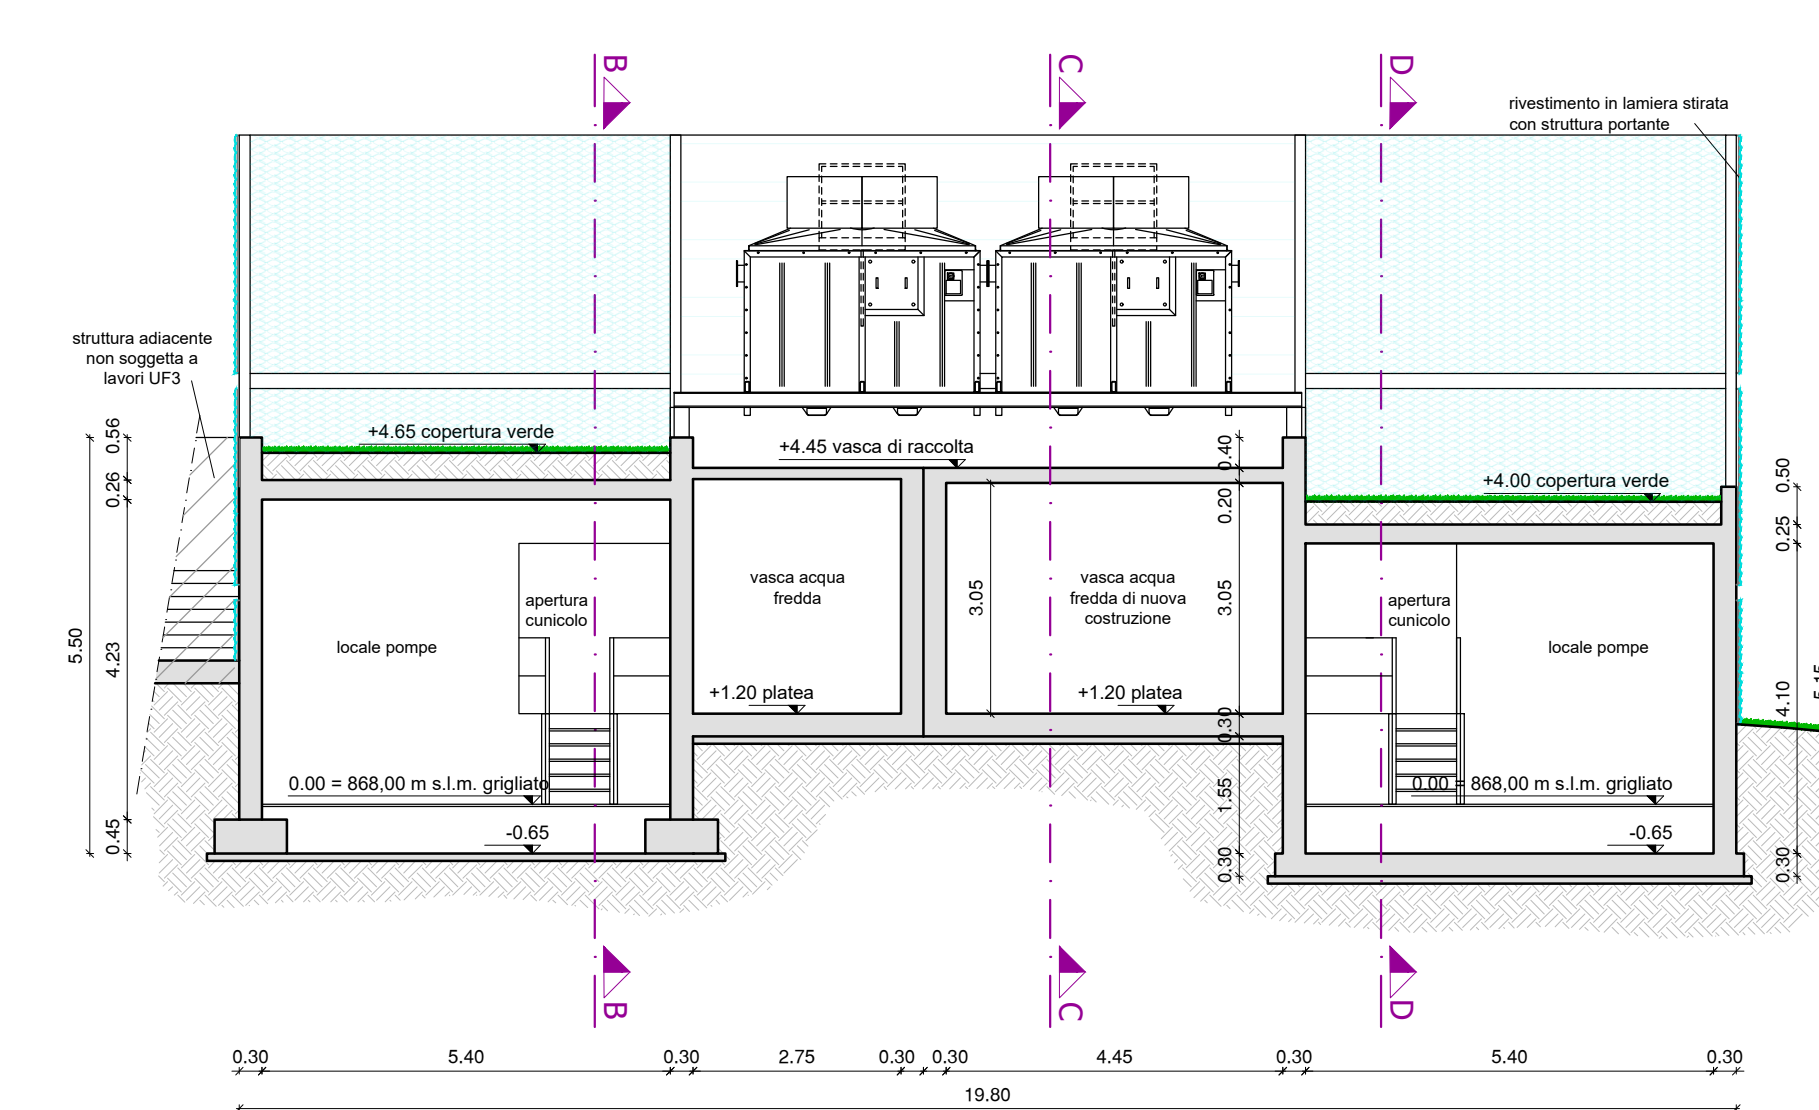 B
C
D
rivestimento in lamiera stirata
con struttura portante
struttura adiacente
non soggetta a
lavori UF3
+4.65 copertura verde
+4.45 vasca di raccolta
+4.00 copertura verde
0.56
0.26
5.50
4.23
0.45
0.40
0.20
3.05
3.05
0.30
1.55
0.30
0.50
0.25
4.10
5.15
0.30
vasca acqua
fredda
vasca acqua
fredda di nuova
costruzione
apertura
cunicolo
apertura
cunicolo
locale pompe
locale pompe
+1.20 platea
+1.20 platea
0.00 = 868,00 m s.l.m. grigliato
0.00 = 868,00 m s.l.m. grigliato
-0.65
-0.65
B
C
D
0.30 5.40 0.30 2.75 0.30 0.30 4.45 0.30 5.40 0.30
19.80